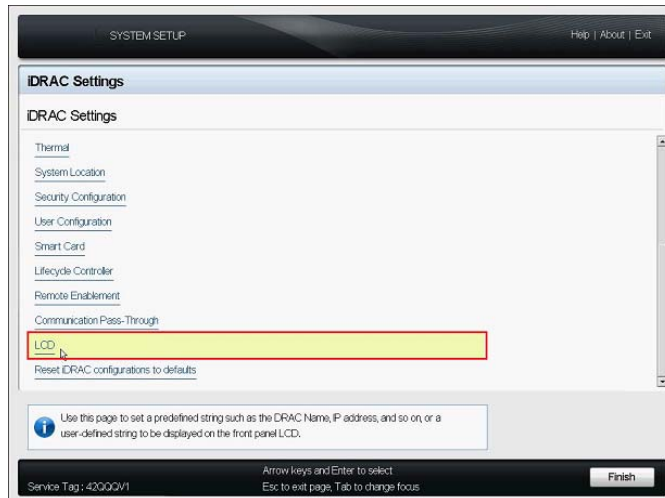 SYSTEM SETUP
Help | About | Exit
iDRAC Settings
iDRAC Settings
Thermal
System Location
Security Configuration
User Configuration
Smart Card
Lifecycle Controller
Remote Enablement
Communication Pass-Through
LCD
Reset iDRAC configurations to defaults
Use this page to set a predefined string such as the DRAC Name, IP address, and so on, or a
user-defined string to be displayed on the front panel LCD.
Arrow keys and Enter to select
Service Tag : 42QQQV1
Esc to exit page, Tab to change focus
Finish